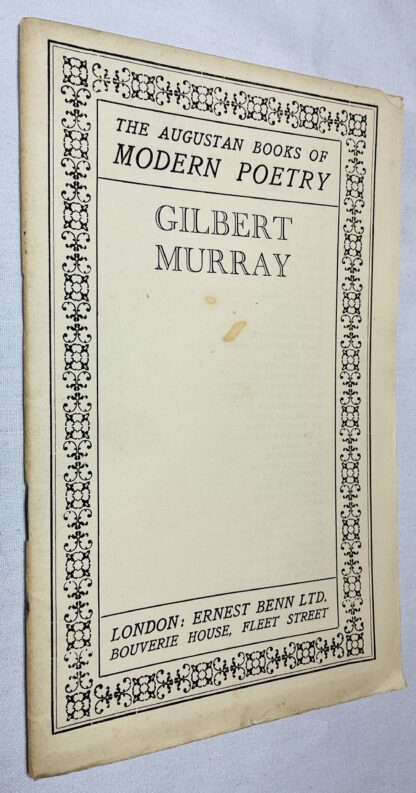 THE AUGUSTAN BOOKS OF
MODERN POETRY
GILBERT
MURRAY
LONDON: ERNEST BENN LTD.
BOUVERIE HOUSE, FLEET STREET